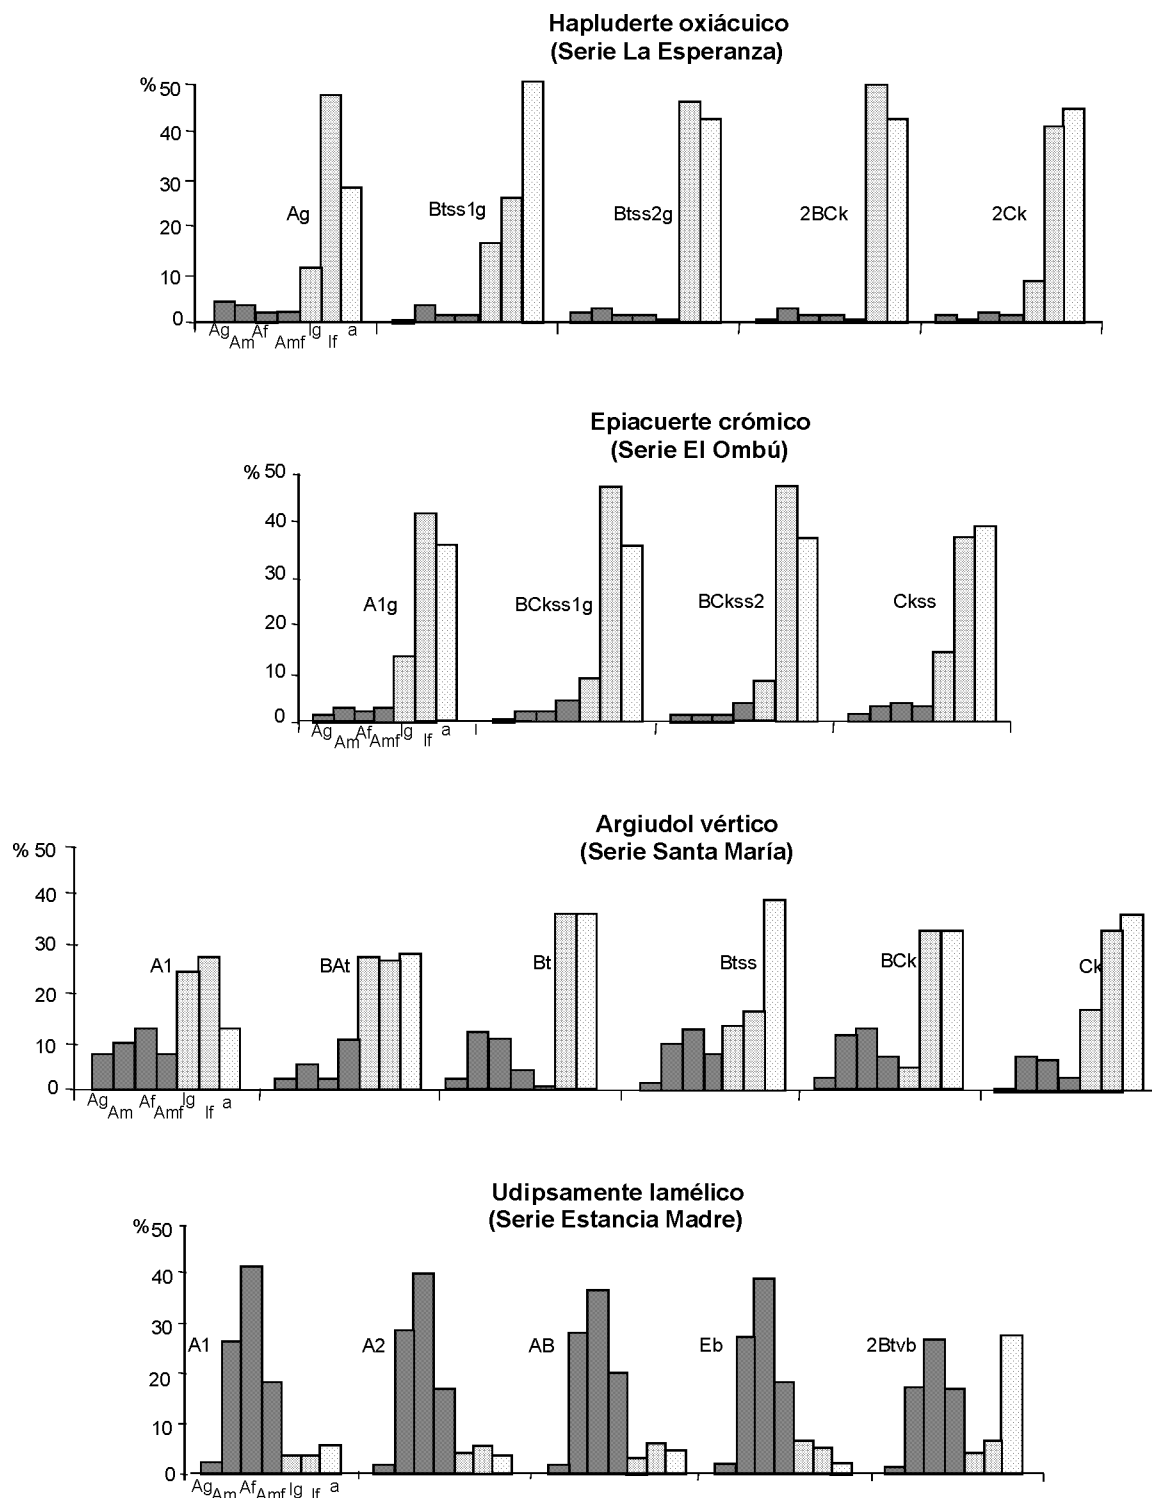 Hapluderte oxiácuico
(Serie La Esperanza)
% 50
40
30
20
10
0
Ag
Btss1g
Btss2g
2BCk
2Ck
Ag Am Af Amf lg lf a
Epiacuerte crómico
(Serie El Ombú)
% 50
40
30
20
10
0
A1g
BCkss1g
BCkss2
Ckss
Ag Am Af Amf lg lf a
Argiudol vértico
(Serie Santa María)
% 50
40
30
20
10
0
A1
BAt
Bt
Btss
BCk
Ck
Ag Am Af Amf lg lf a
Udipsamente lamélico
(Serie Estancia Madre)
% 50
40
30
20
10
0
A1
A2
AB
Eb
2Btvb
Ag Am Af Amf lg lf a